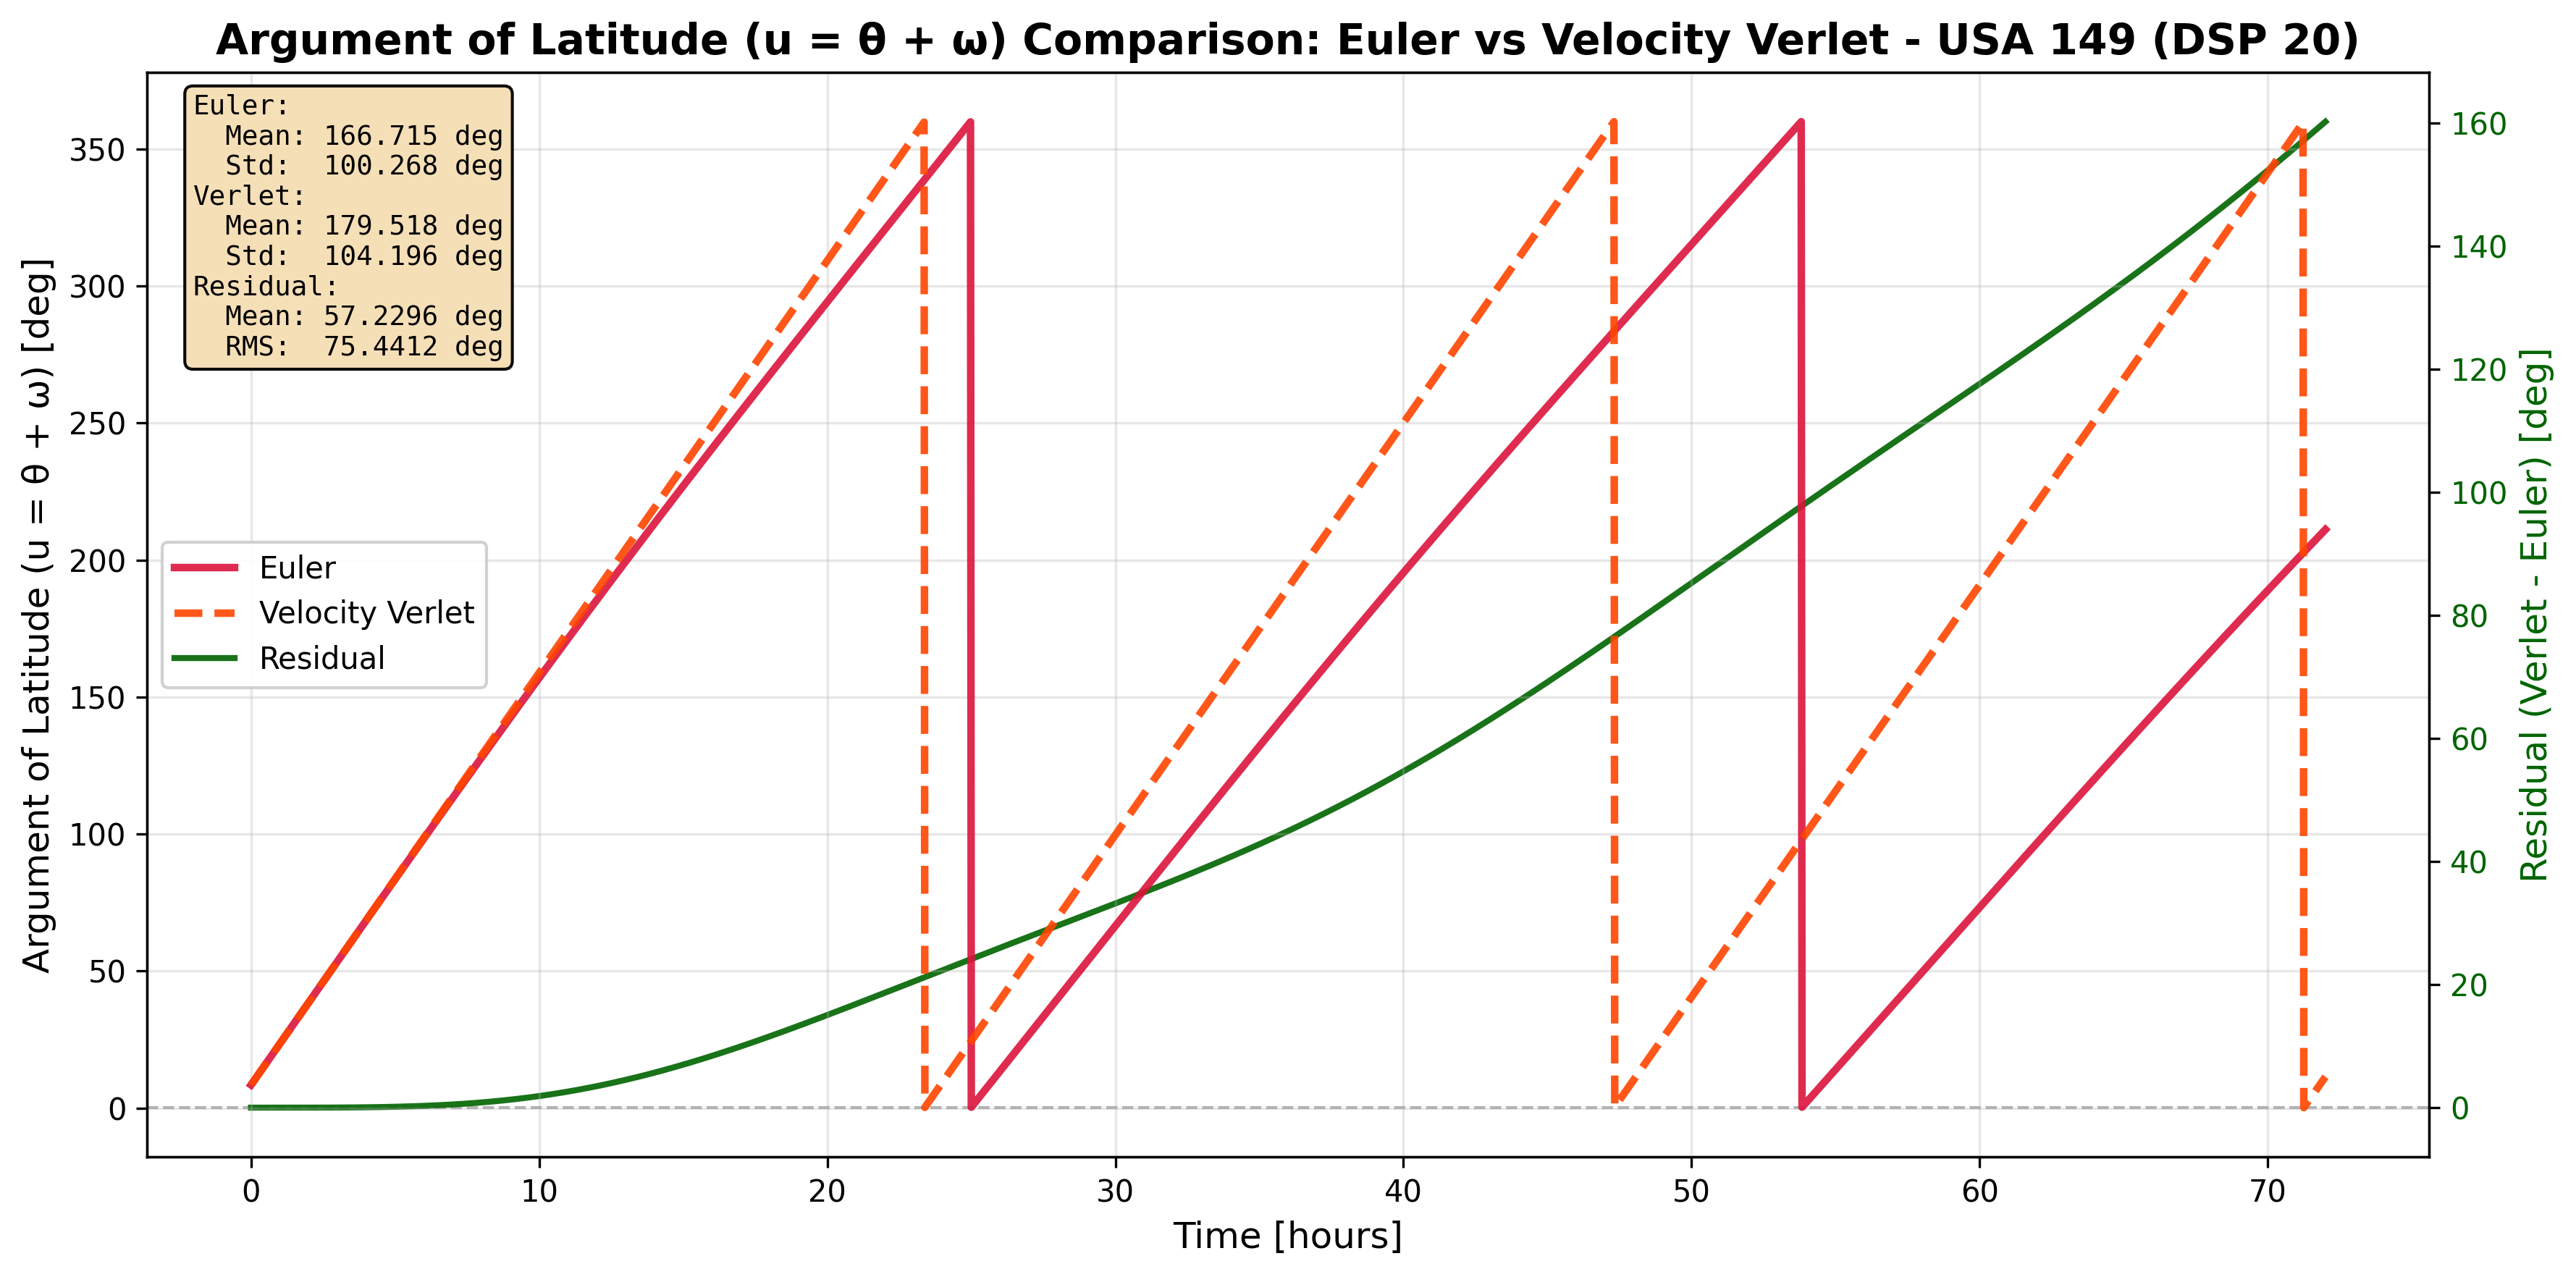 Argument of Latitude (u = θ + ω) Comparison: Euler vs Velocity Verlet - USA 149 (DSP 20)
Argument of Latitude (u = θ + ω) [deg]
350
300
250
200
150
100
50
0
Euler:
Mean: 166.715 deg
Std: 100.268 deg
Verlet:
Mean: 179.518 deg
Std: 104.196 deg
Residual:
Mean: 57.2296 deg
RMS: 75.4412 deg
Euler
Velocity Verlet
Residual
160
140
120
100
80
60
40
20
0
Residual (Verlet - Euler) [deg]
0 10 20 30 40 50 60 70
Time [hours]